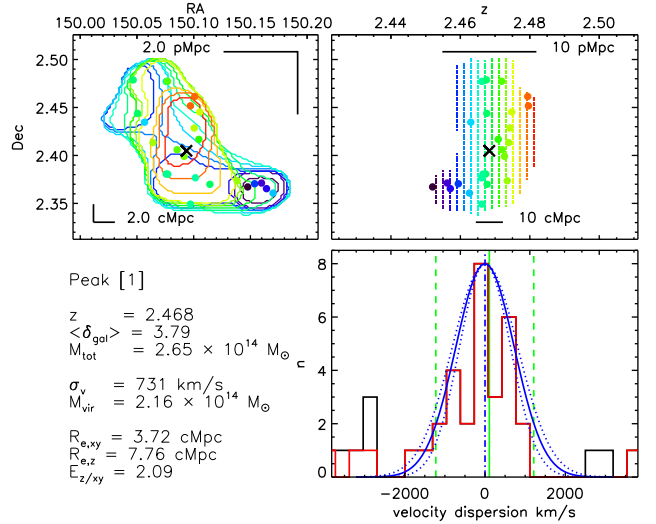 RA
z
150.00 150.05 150.10 150.15 150.20
2.44 2.46 2.48 2.50
2.0 pMpc
10 pMpc
2.50
2.45
2.40
2.35
Dec
2.0 cMpc
10 cMpc
Peak [1]
z = 2.468
<δgal> = 3.79
Mtot = 2.65 × 10^14 M⊙
σv = 731 km/s
Mvir = 2.16 × 10^14 M⊙
Re,xy = 3.72 cMpc
Re,z = 7.76 cMpc
Ez/xy = 2.09
8
6
4
2
0
n
-2000 0 2000
velocity dispersion km/s